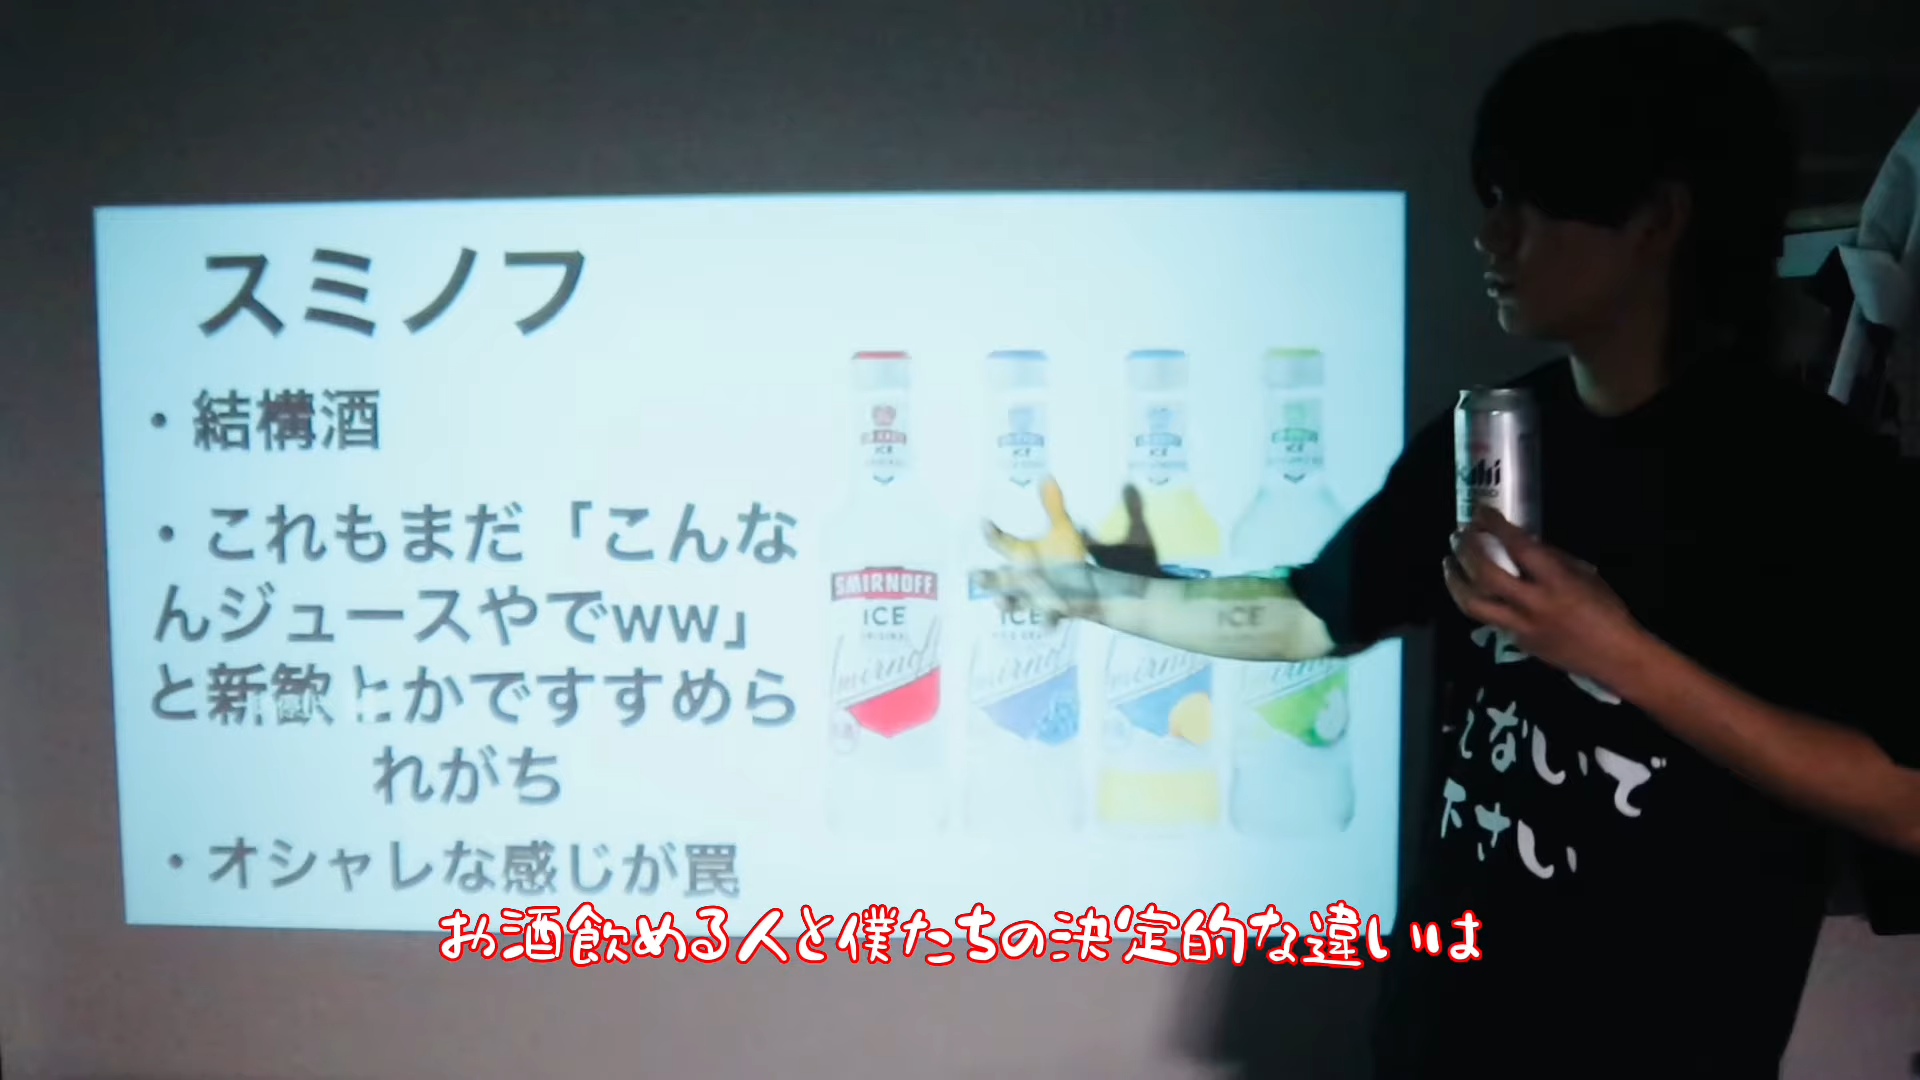 スミノフ
・結構酒
・これもまだ「こんな
んジュースやでww」
と新歓とかですすめら
れがち
・オシャレな感じが罠
SMIRNOFF
ICE
ICE
ICE
ないで
さい
お酒飲める人と僕たちの決定的な違いは